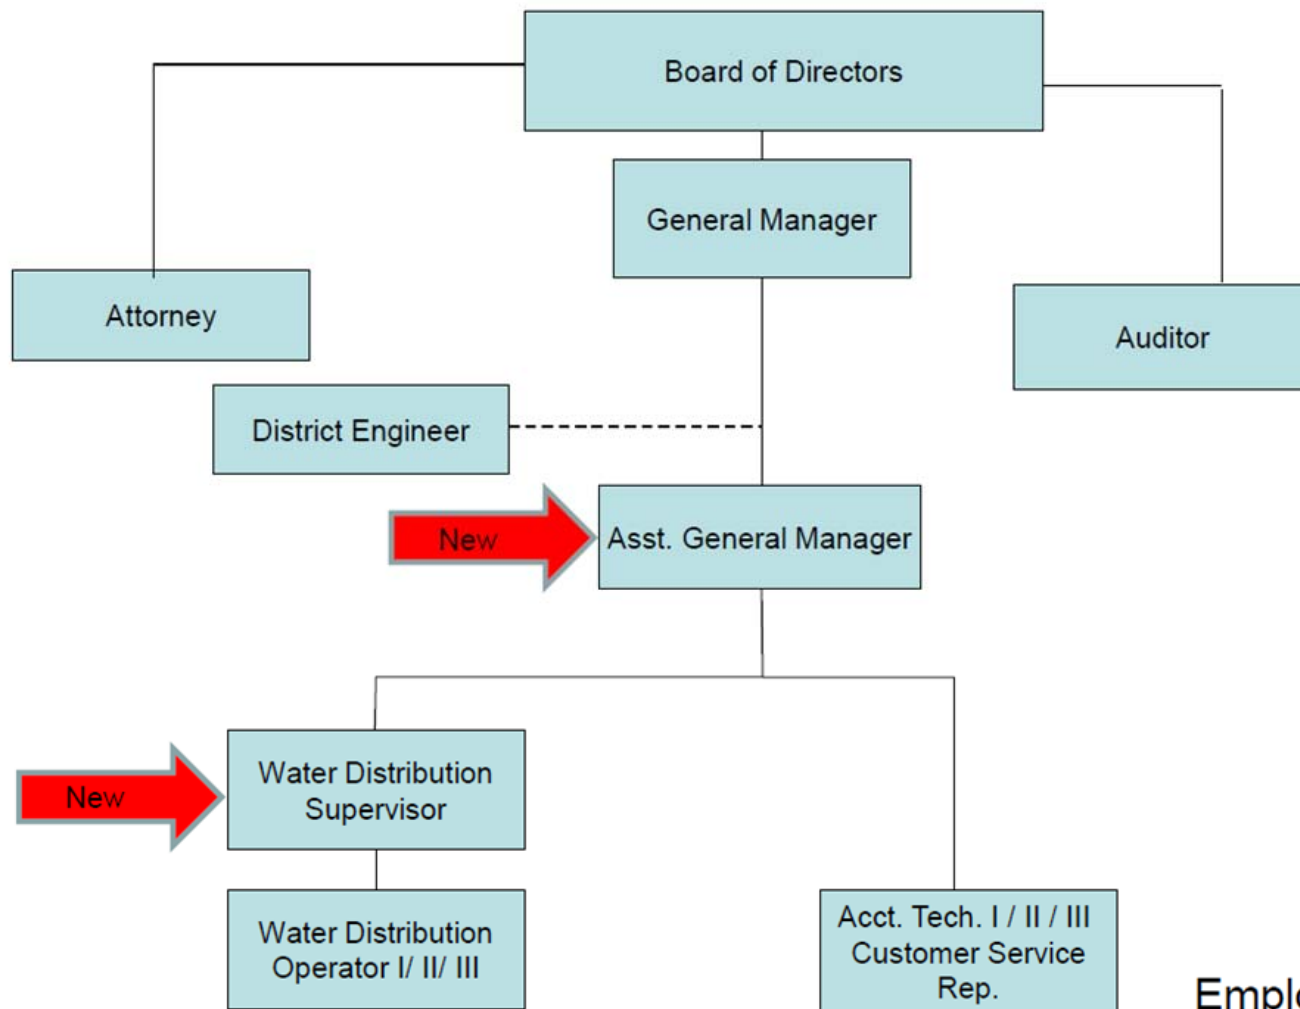 Board of Directors
General Manager
Attorney
Auditor
District Engineer
New
Asst. General Manager
New
Water Distribution
Supervisor
Water Distribution
Operator I/ II/ III
Acct. Tech. I / II / III
Customer Service
Rep.